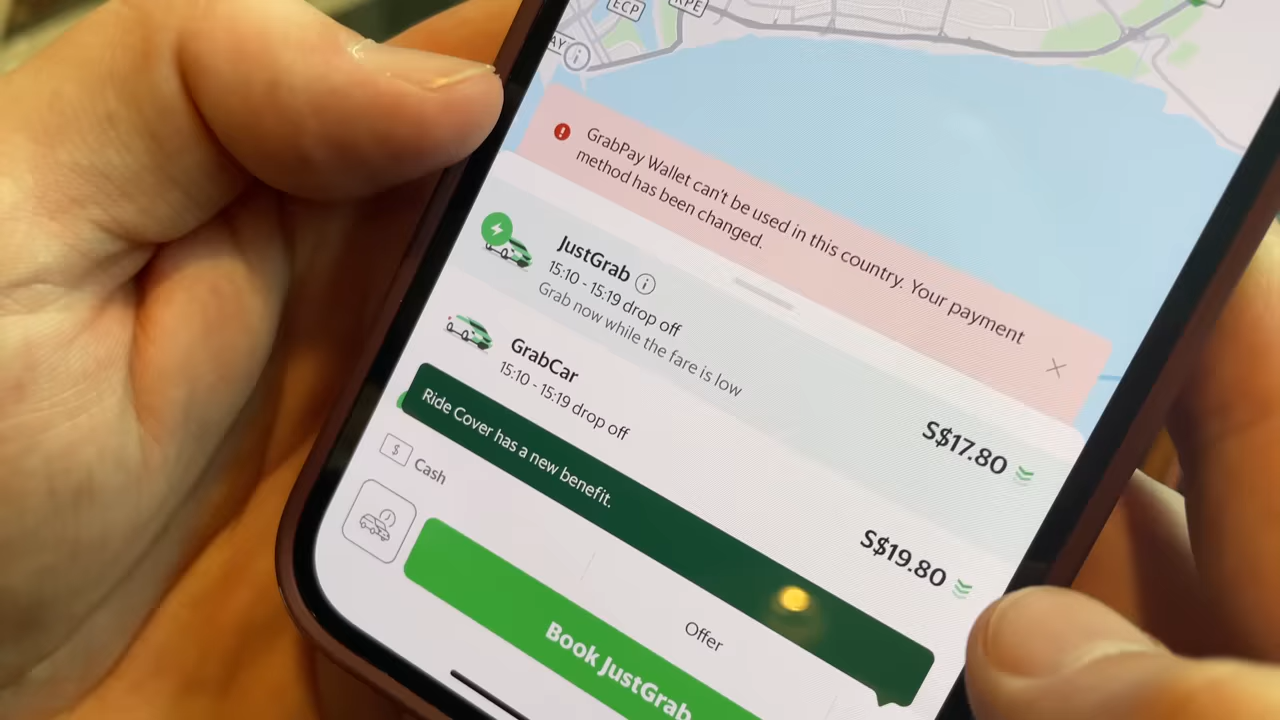 ECP
KPE
AY
GrabPay Wallet can't be used in this country. Your payment
method has been changed.
JustGrab
15:10 - 15:19 drop off
Grab now while the fare is low
S$17.80
GrabCar
15:10 - 15:19 drop off
S$19.80
Ride Cover has a new benefit.
$ Cash
Offer
Book JustGrab